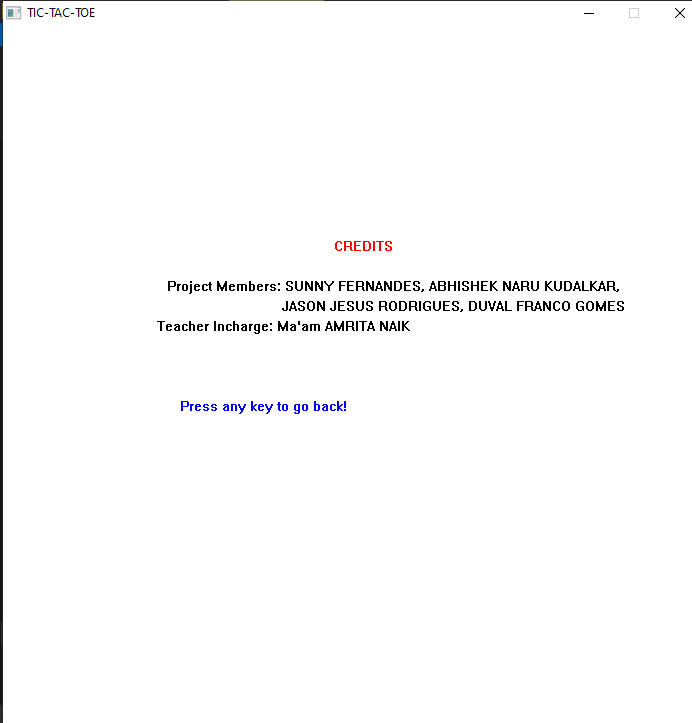 TIC-TAC-TOE
CREDITS
Project Members: SUNNY FERNANDES, ABHISHEK NARU KUDALKAR,
JASON JESUS RODRIGUES, DUVAL FRANCO GOMES
Teacher Incharge: Ma'am AMRITA NAIK
Press any key to go back!